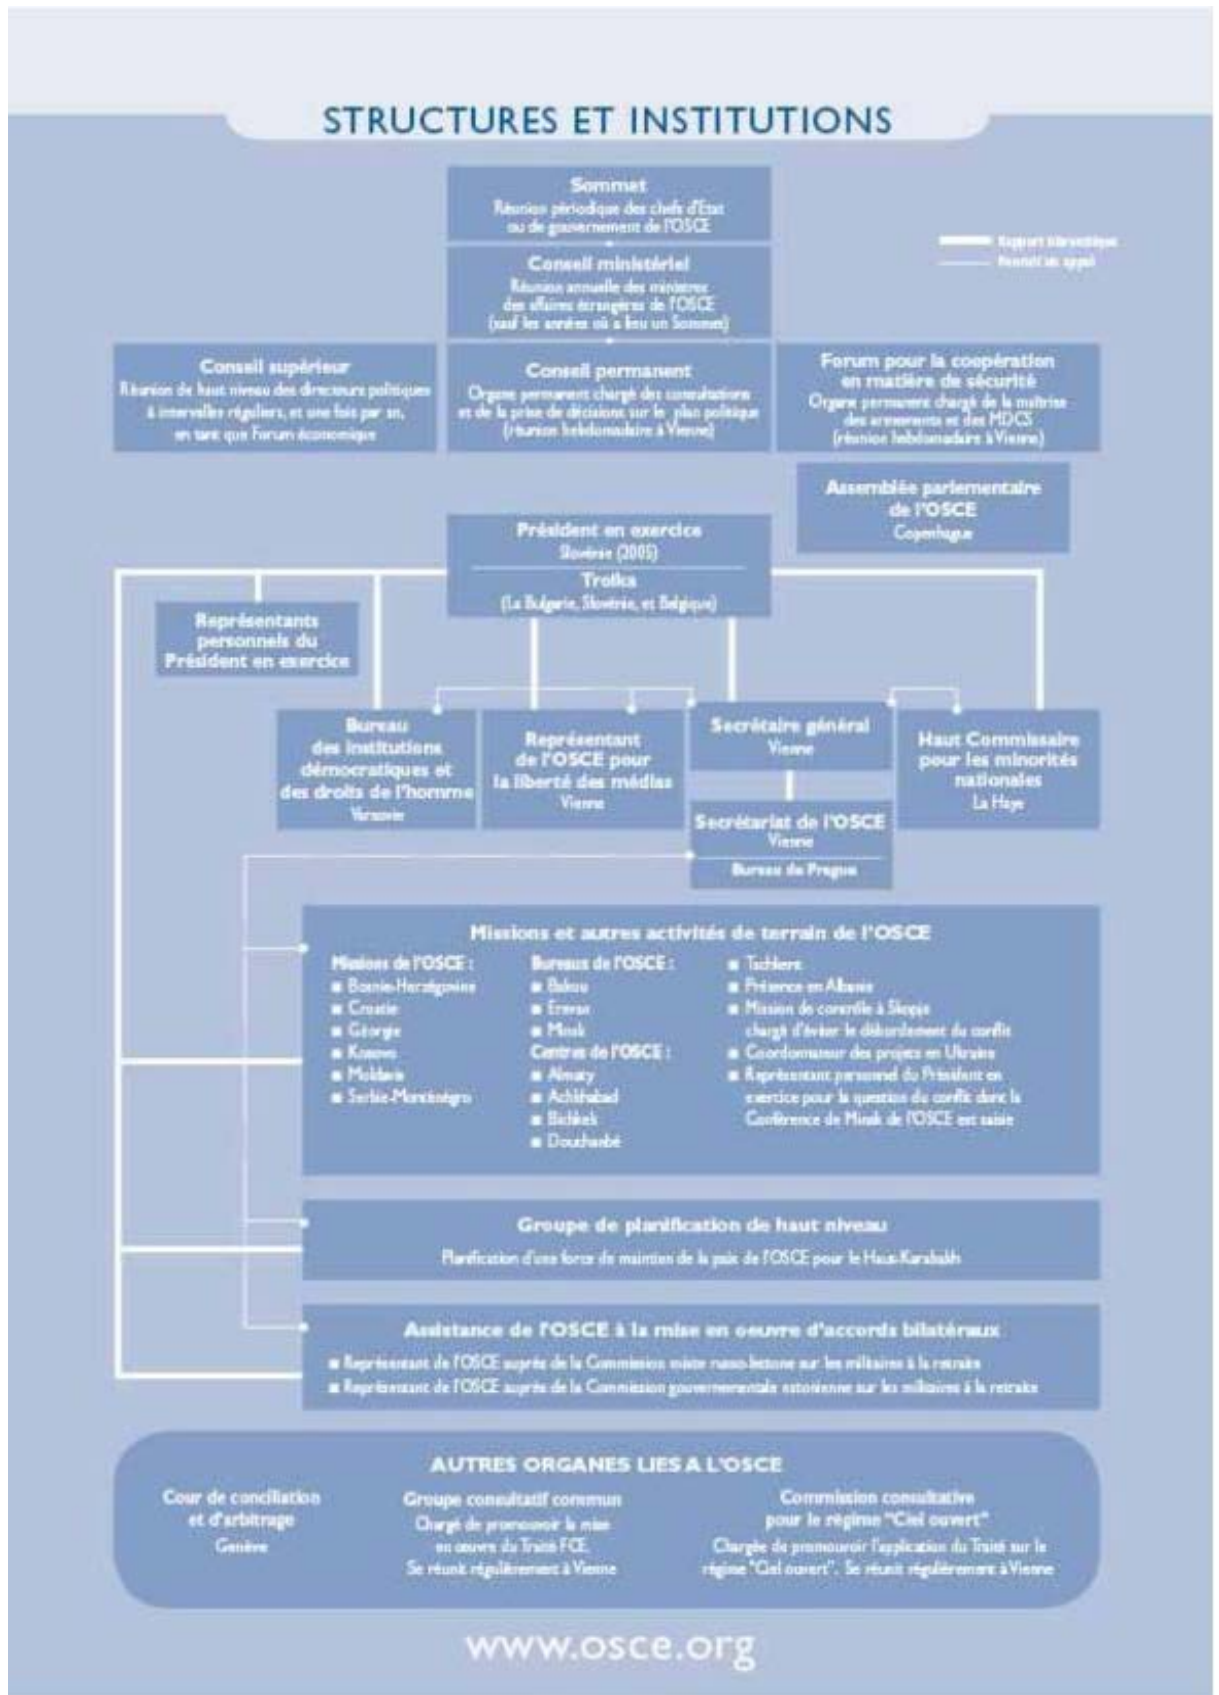 STRUCTURES ET INSTITUTIONS
Sommet
Réunion périodique des chefs d'Etat
ou de gouvernement de l'OSCE
Conseil ministériel
Réunion annuelle des ministres
des affaires étrangères de l'OSCE
(sauf les années où a lieu un Sommet)
Rapport hiérarchique
Fournit un appui
Conseil supérieur
Réunion de haut niveau des directeurs politiques
à intervalles réguliers, et une fois par an,
en tant que Forum économique
Conseil permanent
Organe permanent chargé des consultations
et de la prise de décisions sur le plan politique
(réunion hebdomadaire à Vienne)
Forum pour la coopération
en matière de sécurité
Organe permanent chargé de la maîtrise
des armements et des MDCS
(réunion hebdomadaire à Vienne)
Assemblée parlementaire
de l'OSCE
Copenhague
Président en exercice
Slovénie (2005)
Troïka
(La Bulgarie, Slovénie, et Belgique)
Représentants
personnels du
Président en exercice
Bureau
des institutions
démocratiques et
des droits de l'homme
Varsovie
Représentant
de l'OSCE pour
la liberté des médias
Vienne
Secrétaire général
Vienne
Haut Commissaire
pour les minorités
nationales
La Haye
Secrétariat de l'OSCE
Vienne
Bureau de Prague
Missions et autres activités de terrain de l'OSCE
Missions de l'OSCE :
■ Bosnie-Herzégovine
■ Croatie
■ Géorgie
■ Kosovo
■ Moldavie
■ Serbie-Monténégro
Bureaux de l'OSCE :
■ Bakou
■ Erevan
■ Minsk
Centres de l'OSCE :
■ Almaty
■ Achkhabad
■ Bichkek
■ Douchanbé
■ Tachkent
■ Présence en Albanie
■ Mission de contrôle à Skopje
chargé d'éviter le débordement du conflit
■ Coordonnateur des projets en Ukraine
■ Représentant personnel du Président en
exercice pour la question du conflit dont la
Conférence de Minsk de l'OSCE est saisie
Groupe de planification de haut niveau
Planification d'une force de maintien de la paix de l'OSCE pour le Haut-Karabakh
Assistance de l'OSCE à la mise en oeuvre d'accords bilatéraux
■ Représentant de l'OSCE auprès de la Commission mixte russo-lettone sur les militaires à la retraite
■ Représentant de l'OSCE auprès de la Commission gouvernementale estonienne sur les militaires à la retraite
AUTRES ORGANES LIES A L'OSCE
Cour de conciliation
et d'arbitrage
Genève
Groupe consultatif commun
Chargé de promouvoir la mise
en œuvre du Traité FCE.
Se réunit régulièrement à Vienne
Commission consultative
pour le régime "Ciel ouvert"
Chargée de promouvoir l'application du Traité sur le
régime "Ciel ouvert". Se réunit régulièrement à Vienne
www.osce.org